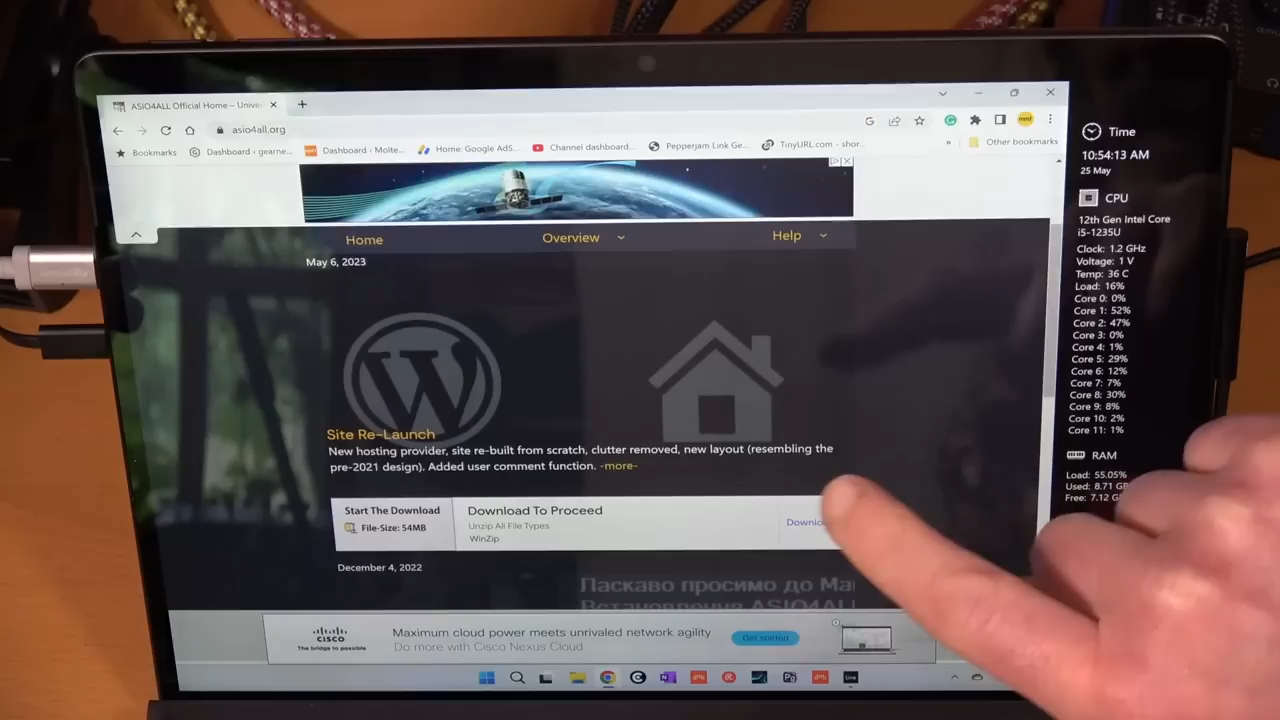 ASIO4ALL Official Home – Unive
asio4all.org
Bookmarks
Dashboard ‹ gearne...
Dashboard ‹ Molte...
Home: Google AdS...
Channel dashboard...
Pepperjam Link Ge...
TinyURL.com - shor...
»
Other bookmarks
Home
Overview
Help
May 6, 2023
Site Re-Launch
New hosting provider, site re-built from scratch, clutter removed, new layout (resembling the
pre-2021 design). Added user comment function. -more-
Start The Download
File-Size: 54MB
Download To Proceed
Unzip All File Types
WinZip
December 4, 2022
Ласкаво просимо до
Встановлення ASIO4ALL
CISCO
The bridge to possible
Maximum cloud power meets unrivaled network agility
Do more with Cisco Nexus Cloud
Get started
Live
Time
10:54:13 AM
25 May
CPU
12th Gen Intel Core
i5-1235U
Clock: 1.2 GHz
Voltage: 1 V
Temp: 36 C
Load: 16%
Core 0: 0%
Core 1: 52%
Core 2: 47%
Core 3: 0%
Core 4: 1%
Core 5: 29%
Core 6: 12%
Core 7: 7%
Core 8: 30%
Core 9: 8%
Core 10: 2%
Core 11: 1%
RAM
Load: 55.05%
Used: 8.71
Free: 7.12